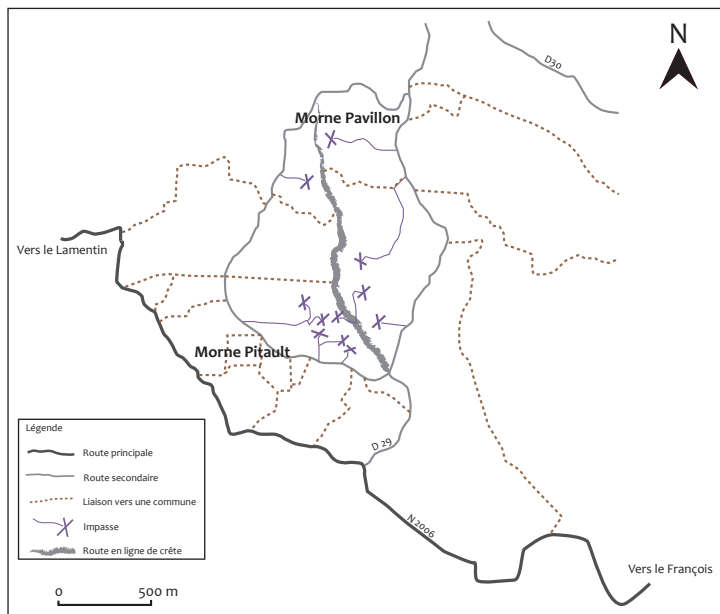 N
D30
Morne Pavillon
Vers le Lamentin
Morne Pitault
D 29
N2006
Vers le François
Légende
Route principale
Route secondaire
Liaison vers une commune
Impasse
Route en ligne de crête
0 500 m